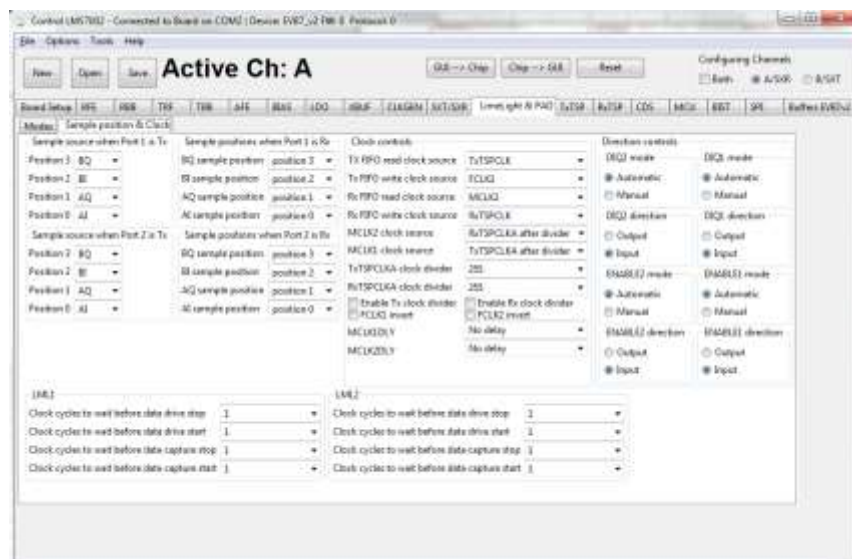 Control LMS7002 - Connected to Board on COM2 | Device: EVB7_v2 FW: 8 Protocol: 0
File Options Tools Help
New Open Save Active Ch: A GUI --> Chip Chip --> GUI Reset Configuring Channels
Both A/SXR B/SXT
Board Setup RFE RBB TRF TBB AFE BIAS LDO XBUF CLKGEN SXT/SXR LimeLight & PAD TxTSP RxTSP CDS MCU BIST SPI Buffers EVB7v2
Modes Sample position & Clock
Sample source when Port 1 is Tx Sample positions when Port 1 is Rx Clock controls Direction controls
Position 3 BQ BQ sample position position 3 TX FIFO read clock source TxTSPCLK DIQ2 mode DIQ1 mode
Position 2 BI BI sample position position 2 Tx FIFO write clock source FCLK2 Automatic Automatic
Position 1 AQ AQ sample position position 1 Rx FIFO read clock source MCLK2 Manual Manual
Position 0 AI AI sample position position 0 Rx FIFO write clock source RxTSPCLK DIQ2 direction DIQ1 direction
Sample source when Port 2 is Tx Sample positions when Port 2 is Rx MCLK2 clock source RxTSPCLKA after divider Output Output
Position 3 BQ BQ sample position position 3 MCLK1 clock source TxTSPCLKA after divider Input Input
Position 2 BI BI sample position position 2 TxTSPCLKA clock divider 255 ENABLE2 mode ENABLE1 mode
Position 1 AQ AQ sample position position 1 RxTSPCLKA clock divider 255 Automatic Automatic
Position 0 AI AI sample position position 0 Enable Tx clock divider Enable Rx clock divider Manual Manual
FCLK1 invert FCLK2 invert
MCLK1DLY No delay ENABLE2 direction ENABLE1 direction
MCLK2DLY No delay Output Output
Input Input
LML1 LML2
Clock cycles to wait before data drive stop 1 Clock cycles to wait before data drive stop 1
Clock cycles to wait before data drive start 1 Clock cycles to wait before data drive start 1
Clock cycles to wait before data capture stop 1 Clock cycles to wait before data capture stop 1
Clock cycles to wait before data capture start 1 Clock cycles to wait before data capture start 1